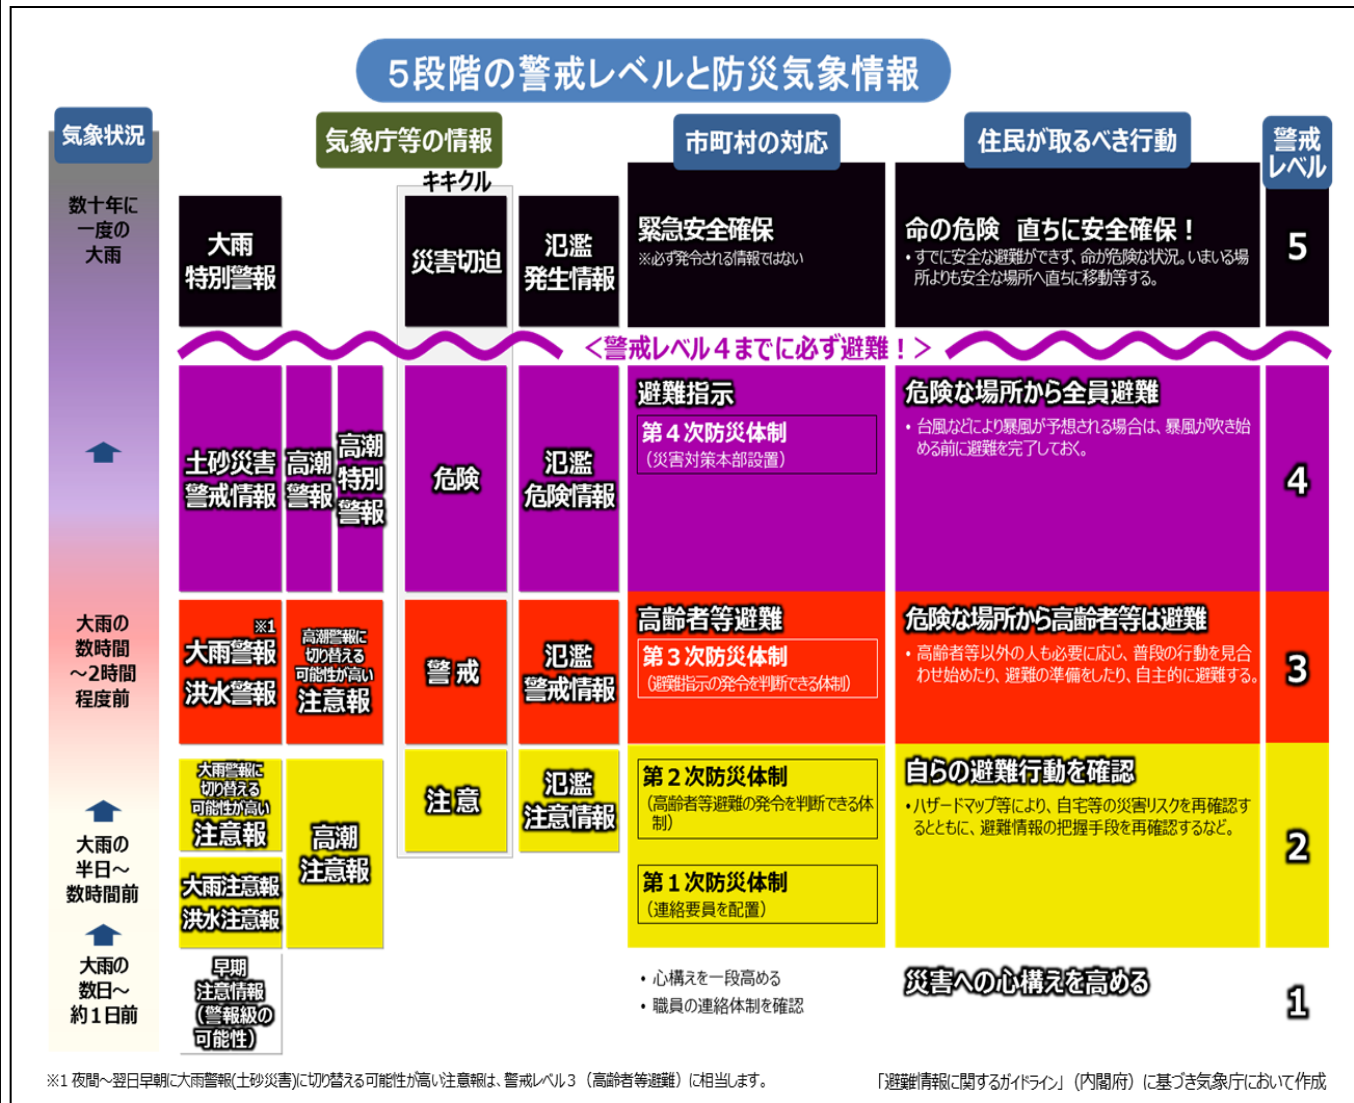 5段階の警戒レベルと防災気象情報
気象状況
気象庁等の情報
市町村の対応
住民が取るべき行動
警戒
レベル
キキクル
数十年に
一度の
大雨
大雨
特別警報
災害切迫
氾濫
発生情報
緊急安全確保
※必ず発令される情報ではない
命の危険 直ちに安全確保！
・すでに安全な避難ができず、命が危険な状況。いまいる場
所よりも安全な場所へ直ちに移動等する。
5
＜警戒レベル４までに必ず避難！＞
土砂災害
警戒情報
高潮
警報
高潮
特別
警報
危険
氾濫
危険情報
避難指示
第４次防災体制
（災害対策本部設置）
危険な場所から全員避難
・台風などにより暴風が予想される場合は、暴風が吹き始
める前に避難を完了しておく。
4
大雨の
数時間
～2時間
程度前
※1
大雨警報
洪水警報
高潮警報に
切り替える
可能性が高い
注意報
警戒
氾濫
警戒情報
高齢者等避難
第３次防災体制
（避難指示の発令を判断できる体制）
危険な場所から高齢者等は避難
・高齢者等以外の人も必要に応じ、普段の行動を見合
わせ始めたり、避難の準備をしたり、自主的に避難する。
3
大雨の
半日～
数時間前
大雨警報に
切り替える
可能性が高い
注意報
大雨注意報
洪水注意報
高潮
注意報
注意
氾濫
注意情報
第２次防災体制
（高齢者等避難の発令を判断できる体
制）
第１次防災体制
（連絡要員を配置）
自らの避難行動を確認
・ハザードマップ等により、自宅等の災害リスクを再確認す
るとともに、避難情報の把握手段を再確認するなど。
2
大雨の
数日～
約１日前
早期
注意情報
（警報級の
可能性）
・心構えを一段高める
・職員の連絡体制を確認
災害への心構えを高める
1
※1 夜間～翌日早朝に大雨警報(土砂災害)に切り替える可能性が高い注意報は、警戒レベル３（高齢者等避難）に相当します。
「避難情報に関するガイドライン」（内閣府）に基づき気象庁において作成